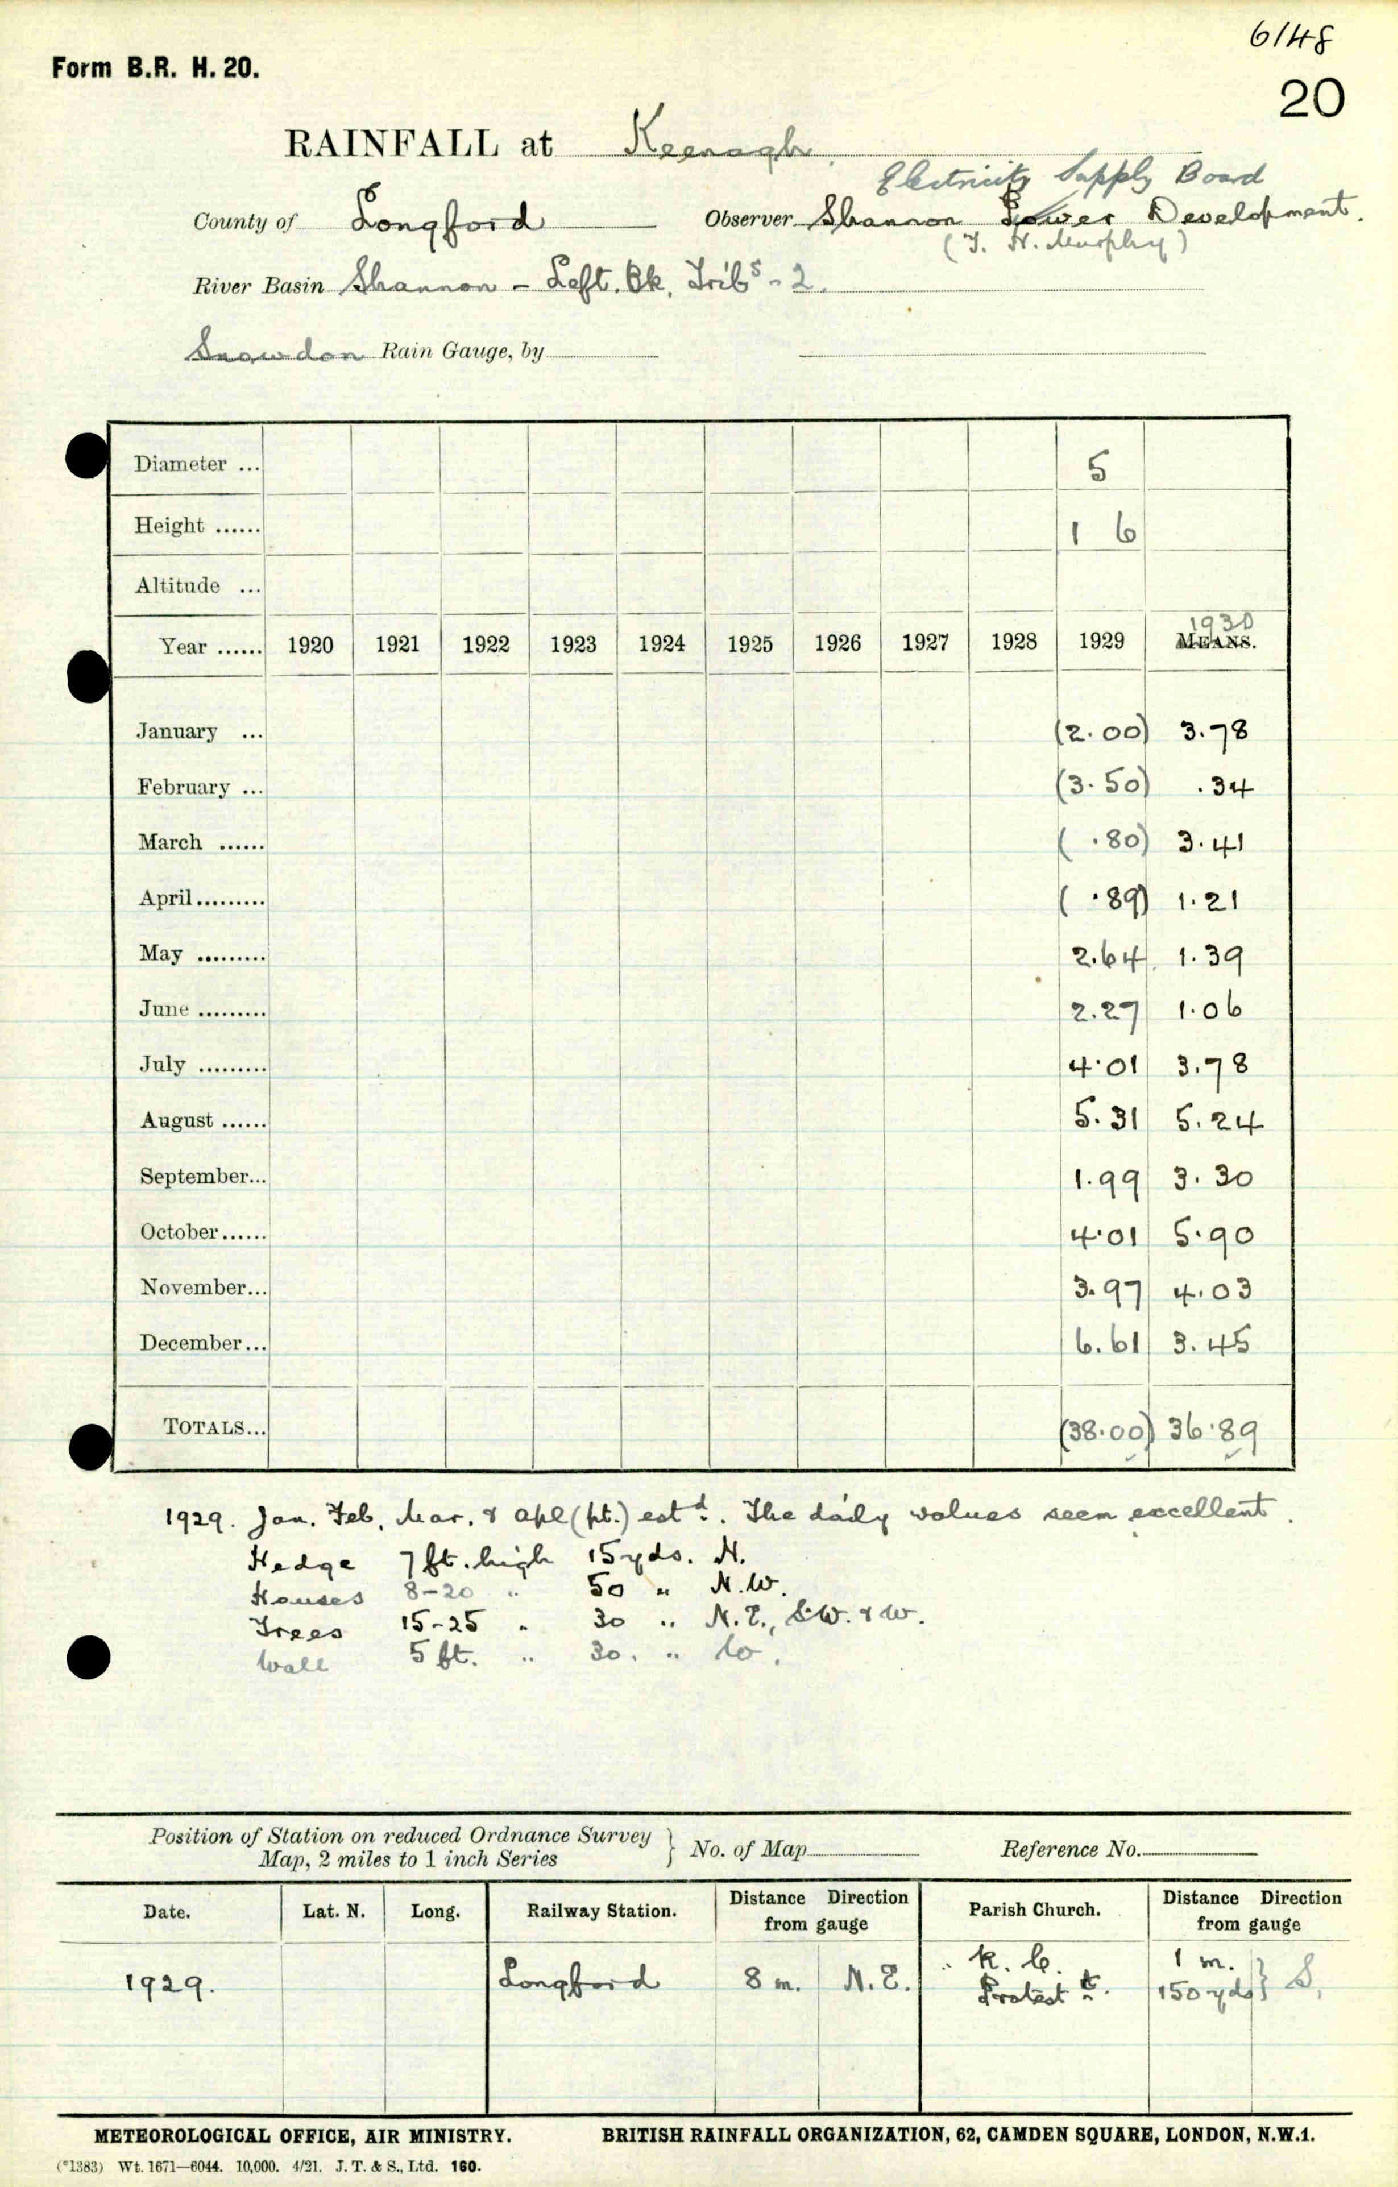 6148
Form B.R. H. 20.
20
RAINFALL at Keenagh
Electricity Supply Board
County of Longford Observer Shannon Power Development.
(T. H. Murphy)
River Basin Shannon - Left. Bk. Tribs - 2.
Snowdon Rain Gauge, by
Diameter ... 5
Height ...... 1 6
Altitude ...
1930
Year ...... 1920 1921 1922 1923 1924 1925 1926 1927 1928 1929 MEANS.
January ... (2.00) 3.78
February ... (3.50) .34
March ...... ( .80) 3.41
April......... ( .89) 1.21
May ......... 2.64 1.39
June ......... 2.27 1.06
July ......... 4.01 3.78
August ...... 5.31 5.24
September... 1.99 3.30
October...... 4.01 5.90
November... 3.97 4.03
December... 6.61 3.45
TOTALS... (38.00) 36.89
1929. Jan. Feb. Mar. & Apl (pt.) estd. The daily values seem excellent.
Hedge 7 ft. high 15 yds. N.
Houses 8-20 " 50 " N.W.
Trees 15-25 " 30 " N.E., S.W. & W.
Wall 5 ft. " 30. " W.
Position of Station on reduced Ordnance Survey
Map, 2 miles to 1 inch Series } No. of Map Reference No.
Date. Lat. N. Long. Railway Station. Distance Direction from gauge Parish Church. Distance Direction from gauge
1929. Longford 8 m. N.E. R. C. 1 m. } S.
Protestt. 150 yds
METEOROLOGICAL OFFICE, AIR MINISTRY. BRITISH RAINFALL ORGANIZATION, 62, CAMDEN SQUARE, LONDON, N.W.1.
(*1383) Wt. 1671—6044. 10,000. 4/21. J. T. & S., Ltd. 160.